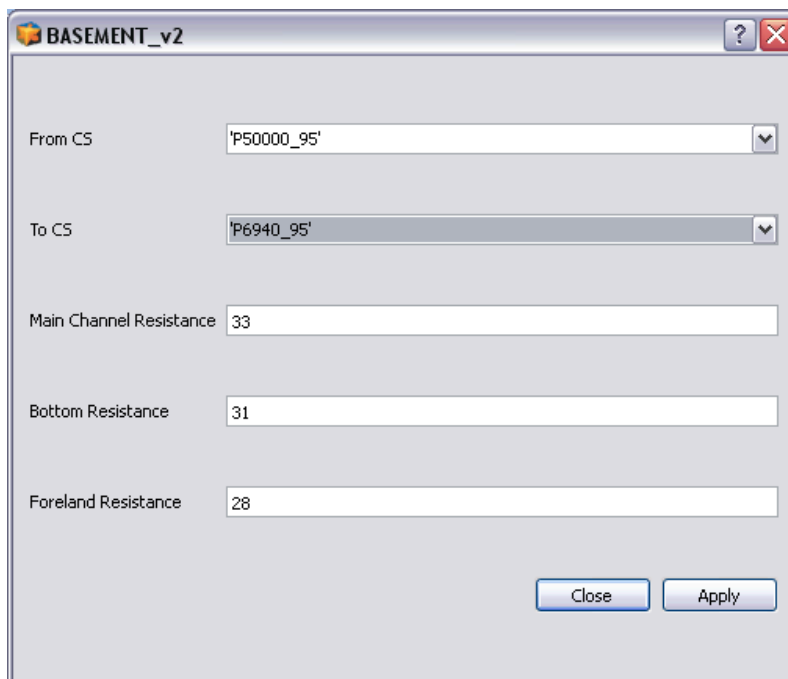 BASEMENT_v2
From CS 'P50000_95'
To CS 'P6940_95'
Main Channel Resistance 33
Bottom Resistance 31
Foreland Resistance 28
Close Apply